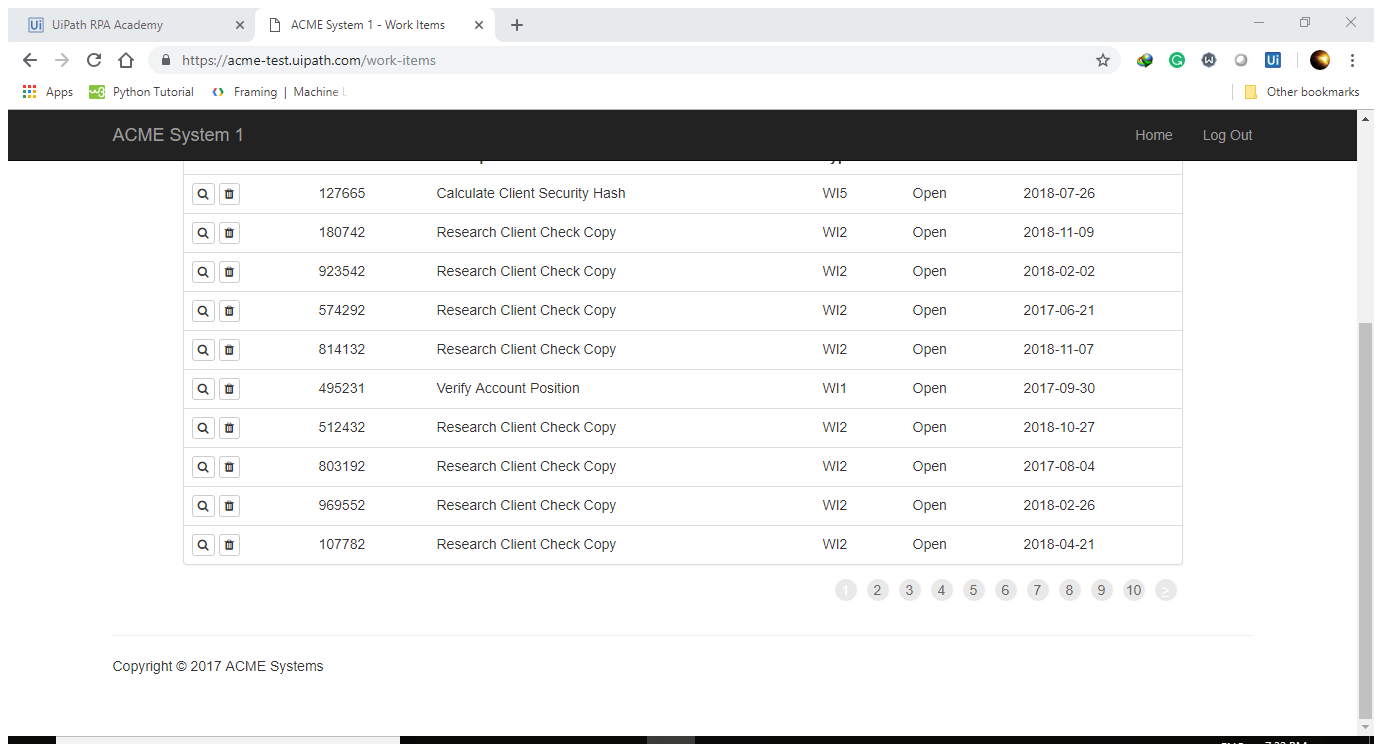 UiPath RPA Academy
ACME System 1 - Work Items
https://acme-test.uipath.com/work-items
Apps Python Tutorial Framing | Machine Other bookmarks
ACME System 1 Home Log Out
127665 Calculate Client Security Hash WI5 Open 2018-07-26
180742 Research Client Check Copy WI2 Open 2018-11-09
923542 Research Client Check Copy WI2 Open 2018-02-02
574292 Research Client Check Copy WI2 Open 2017-06-21
814132 Research Client Check Copy WI2 Open 2018-11-07
495231 Verify Account Position WI1 Open 2017-09-30
512432 Research Client Check Copy WI2 Open 2018-10-27
803192 Research Client Check Copy WI2 Open 2017-08-04
969552 Research Client Check Copy WI2 Open 2018-02-26
107782 Research Client Check Copy WI2 Open 2018-04-21
1 2 3 4 5 6 7 8 9 10 >
Copyright © 2017 ACME Systems